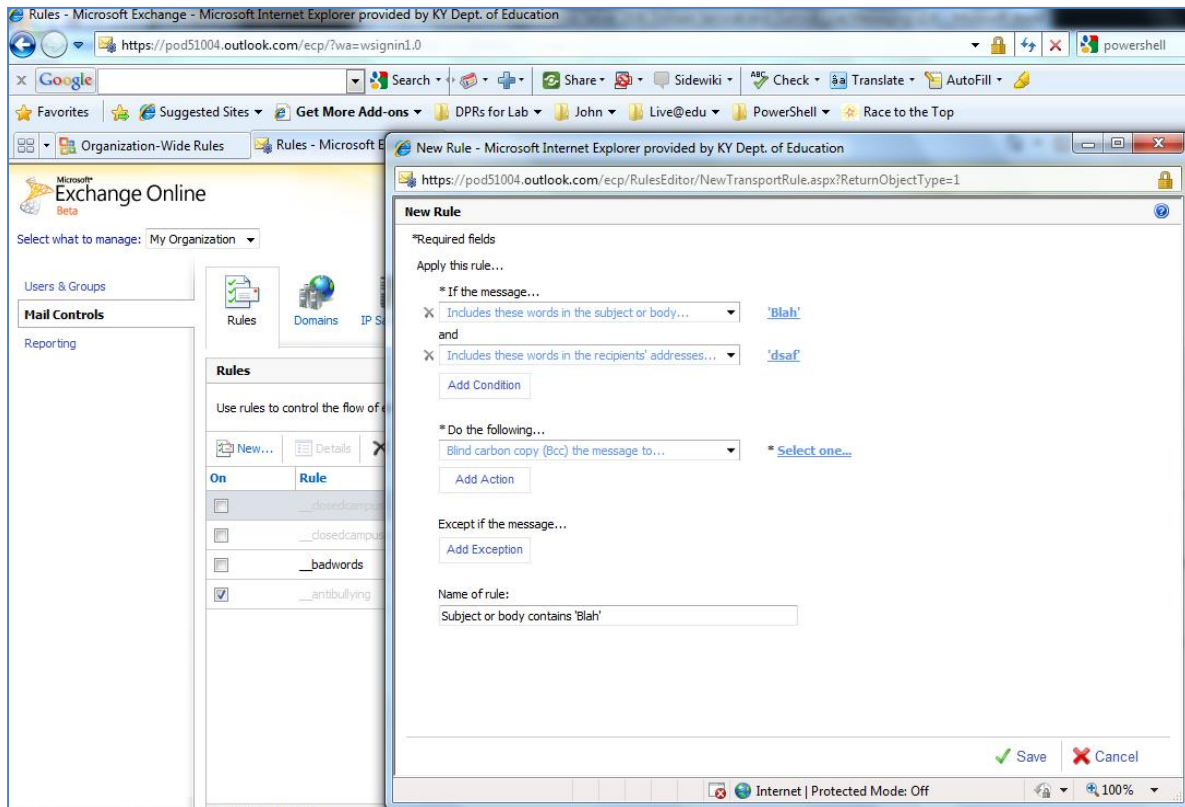 Rules - Microsoft Exchange - Microsoft Internet Explorer provided by KY Dept. of Education
https://pod51004.outlook.com/ecp/?wa=wsignin1.0
powershell
x Google
Search
Share
Sidewiki
Check
Translate
AutoFill
Favorites
Suggested Sites
Get More Add-ons
DPRs for Lab
John
Live@edu
PowerShell
Race to the Top
Organization-Wide Rules
Rules - Microsoft E
Microsoft
Exchange Online
Beta
Select what to manage: My Organization
Users & Groups
Mail Controls
Reporting
Rules
Domains
IP Sa
Rules
Use rules to control the flow of e
New...
Details
On
Rule
__closedcampus
__closedcampus
__badwords
__antibullying
New Rule - Microsoft Internet Explorer provided by KY Dept. of Education
https://pod51004.outlook.com/ecp/RulesEditor/NewTransportRule.aspx?ReturnObjectType=1
New Rule
*Required fields
Apply this rule...
* If the message...
Includes these words in the subject or body... 'Blah'
and
Includes these words in the recipients' addresses... 'dsaf'
Add Condition
* Do the following...
Blind carbon copy (Bcc) the message to... * Select one...
Add Action
Except if the message...
Add Exception
Name of rule:
Subject or body contains 'Blah'
Save Cancel
Internet | Protected Mode: Off
100%